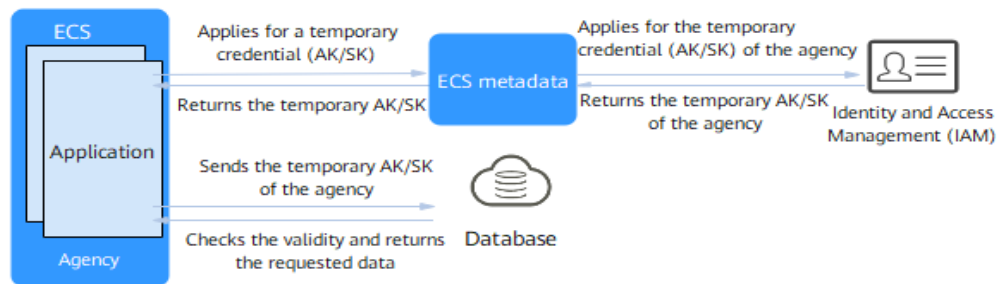 ECS
Application
Agency
Applies for a temporary
credential (AK/SK)
Returns the temporary AK/SK
ECS metadata
Applies for the temporary
credential (AK/SK) of the agency
Returns the temporary AK/SK
of the agency
Identity and Access
Management (IAM)
Sends the temporary AK/SK
of the agency
Checks the validity and returns
the requested data
Database